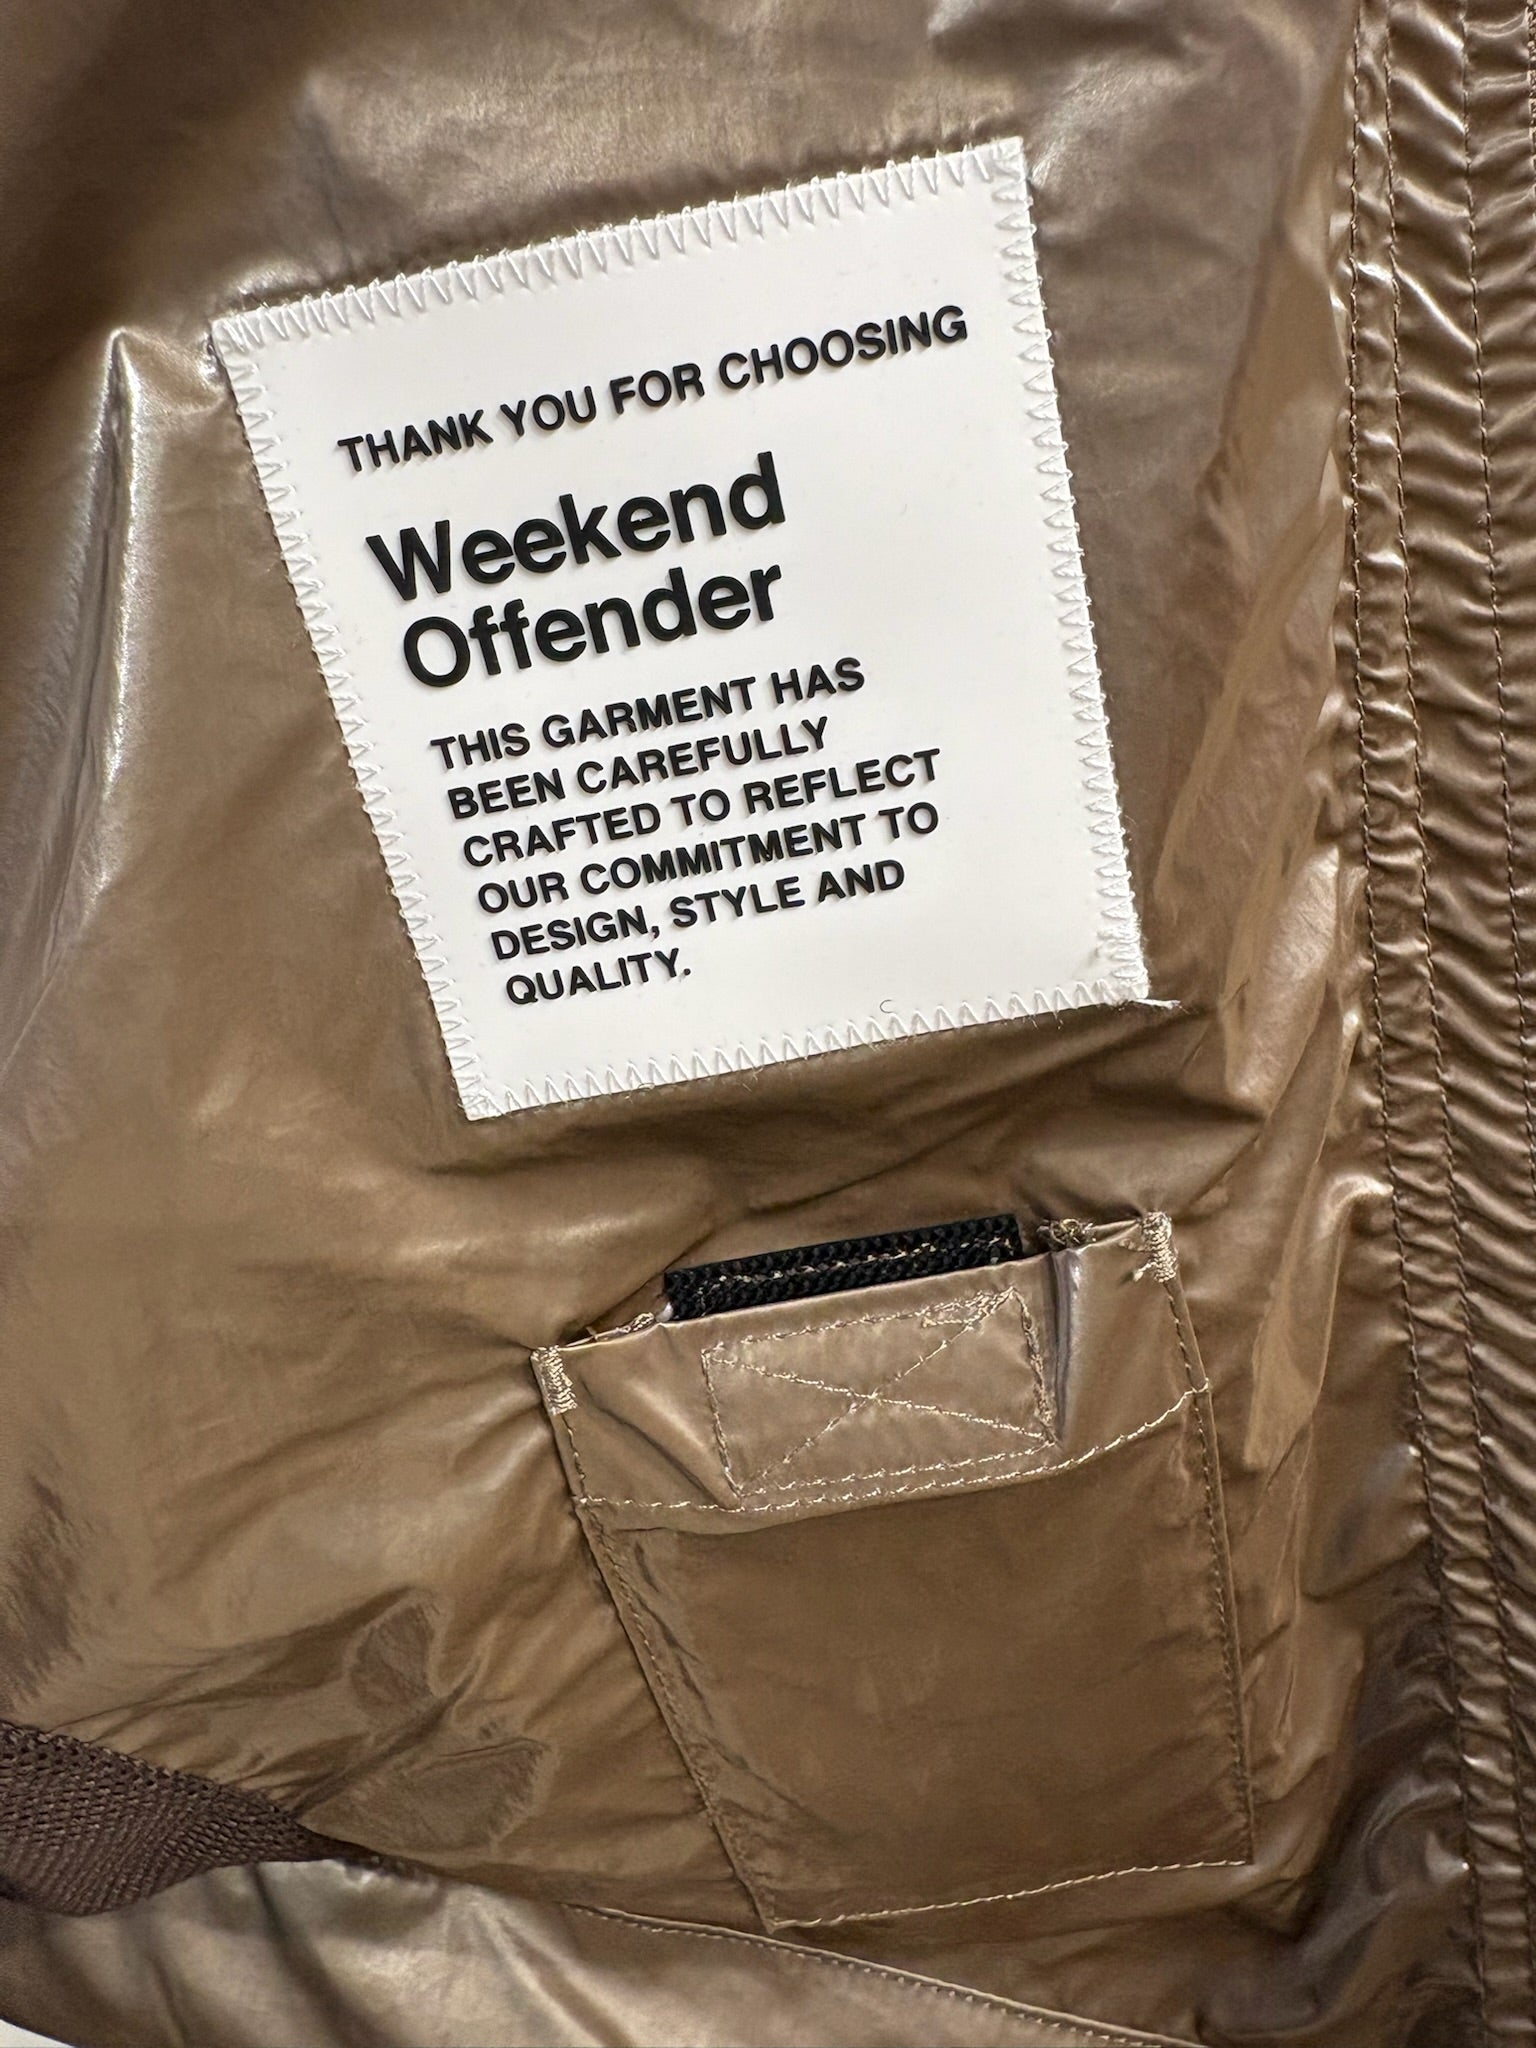 THANK YOU FOR CHOOSING
Weekend
Offender
THIS GARMENT HAS
BEEN CAREFULLY
CRAFTED TO REFLECT
OUR COMMITMENT TO
DESIGN, STYLE AND
QUALITY.